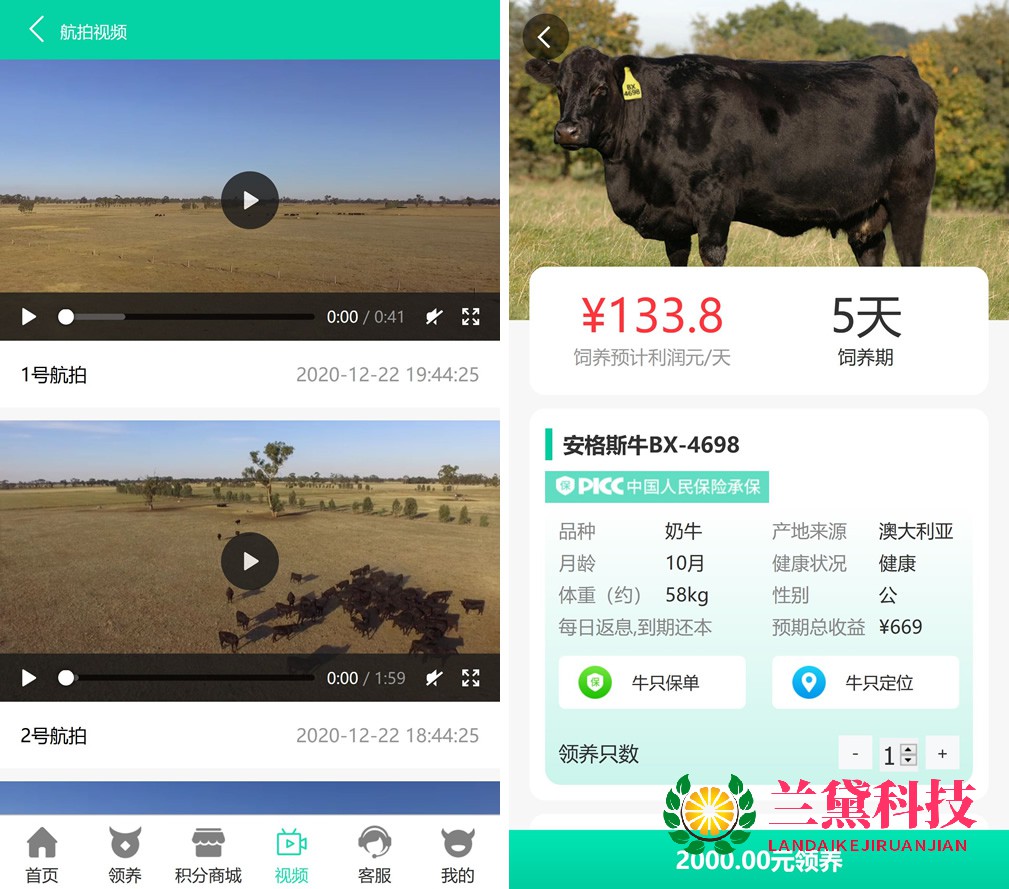 航拍视频
0:00 / 0:41
1号航拍
2020-12-22 19:44:25
0:00 / 1:59
2号航拍
2020-12-22 18:44:25
首页
领养
积分商城
视频
客服
我的
BX
4698
¥133.8
5天
饲养预计利润元/天
饲养期
安格斯牛BX-4698
保 PICC 中国人民保险承保
品种 奶牛 产地来源 澳大利亚
月龄 10月 健康状况 健康
体重（约） 58kg 性别 公
每日返息,到期还本 预期总收益 ¥669
保 牛只保单 牛只定位
领养只数 - 1 +
兰黛科技
LANDAIKEJIRUANJIAN
2000.00元领养